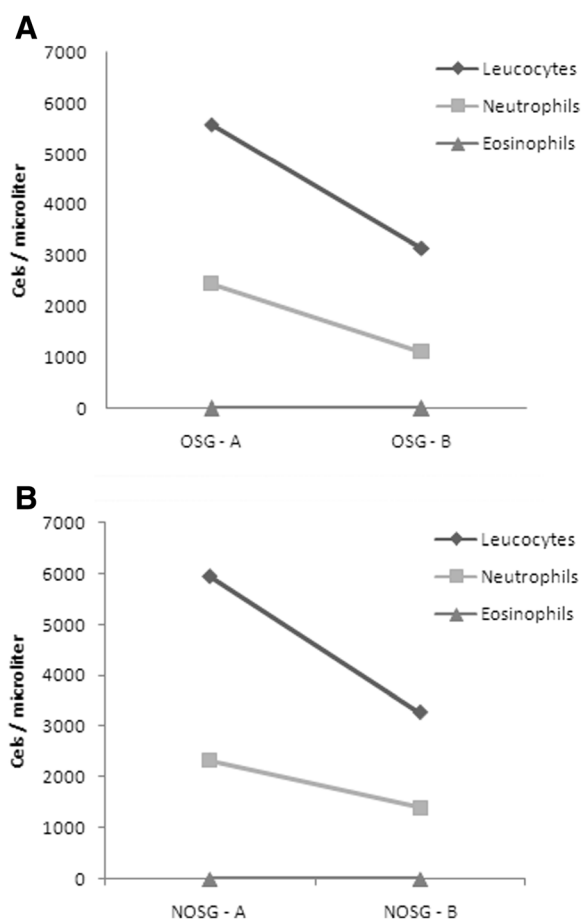 A
7000
6000
5000
4000
3000
2000
1000
0
Cels / microliter
Leucocytes
Neutrophils
Eosinophils
OSG - A
OSG - B
B
7000
6000
5000
4000
3000
2000
1000
0
Cels / microliter
Leucocytes
Neutrophils
Eosinophils
NOSG - A
NOSG - B